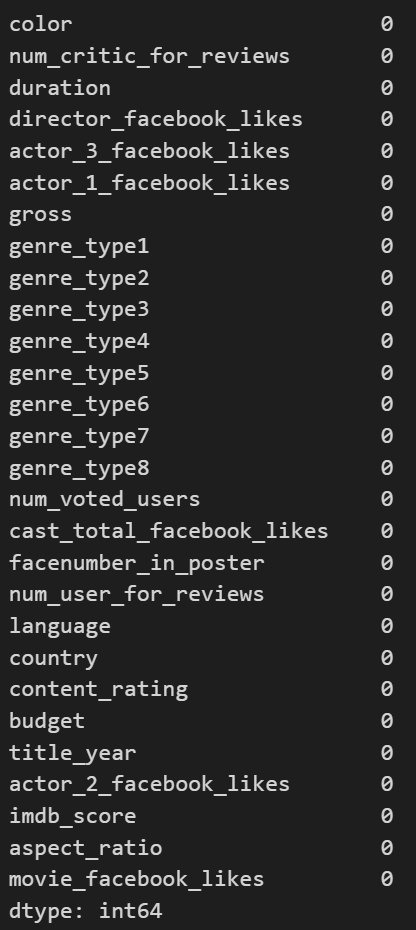 color 0
num_critic_for_reviews 0
duration 0
director_facebook_likes 0
actor_3_facebook_likes 0
actor_1_facebook_likes 0
gross 0
genre_type1 0
genre_type2 0
genre_type3 0
genre_type4 0
genre_type5 0
genre_type6 0
genre_type7 0
genre_type8 0
num_voted_users 0
cast_total_facebook_likes 0
facenumber_in_poster 0
num_user_for_reviews 0
language 0
country 0
content_rating 0
budget 0
title_year 0
actor_2_facebook_likes 0
imdb_score 0
aspect_ratio 0
movie_facebook_likes 0
dtype: int64